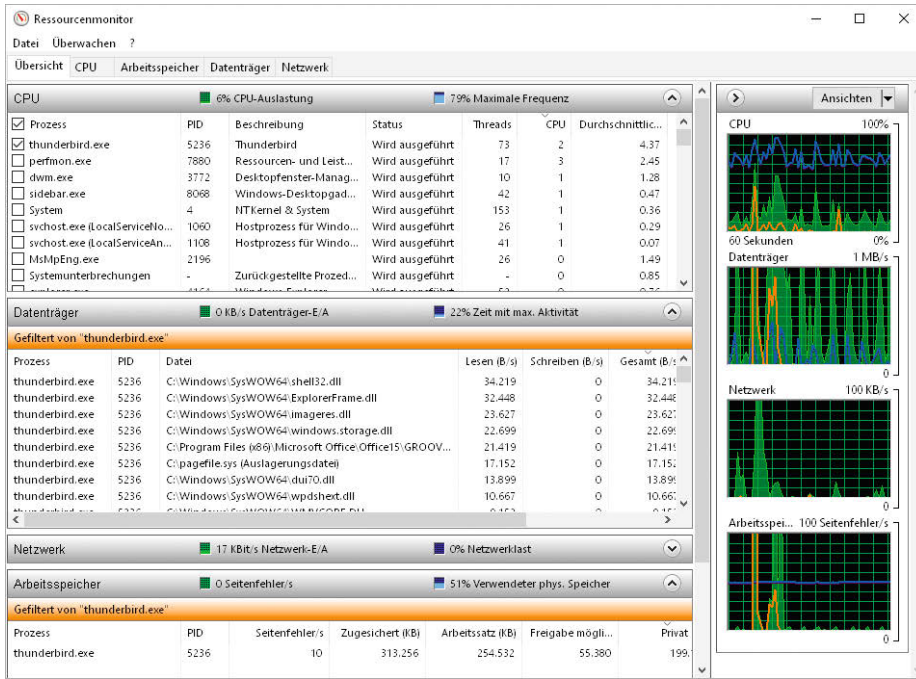 Ressourcenmonitor
Datei Überwachen ?
Übersicht CPU Arbeitsspeicher Datenträger Netzwerk
CPU 6% CPU-Auslastung 79% Maximale Frequenz
Prozess PID Beschreibung Status Threads CPU Durchschnittlic...
thunderbird.exe 5236 Thunderbird Wird ausgeführt 73 2 4.37
perfmon.exe 7880 Ressourcen- und Leist... Wird ausgeführt 17 3 2.45
dwm.exe 3772 Desktopfenster-Manag... Wird ausgeführt 10 1 1.28
sidebar.exe 8068 Windows-Desktopgad... Wird ausgeführt 42 1 0.47
System 4 NT Kernel & System Wird ausgeführt 153 1 0.36
svchost.exe (LocalServiceNo... 1060 Hostprozess für Windo... Wird ausgeführt 26 1 0.29
svchost.exe (LocalServiceAn... 1108 Hostprozess für Windo... Wird ausgeführt 41 1 0.07
MsMpEng.exe 2196 Wird ausgeführt 26 0 1.49
Systemunterbrechungen - Zurückgestellte Prozed... Wird ausgeführt - 0 0.85
Datenträger 0 KB/s Datenträger-E/A 22% Zeit mit max. Aktivität
Gefiltert von "thunderbird.exe"
Prozess PID Datei Lesen (B/s) Schreiben (B/s) Gesamt (B/s
thunderbird.exe 5236 C:\Windows\SysWOW64\shell32.dll 34.219 0 34.219
thunderbird.exe 5236 C:\Windows\SysWOW64\ExplorerFrame.dll 32.448 0 32.448
thunderbird.exe 5236 C:\Windows\SysWOW64\imageres.dll 23.627 0 23.627
thunderbird.exe 5236 C:\Windows\SysWOW64\windows.storage.dll 22.699 0 22.699
thunderbird.exe 5236 C:\Program Files (x86)\Microsoft Office\Office15\GROOV... 21.419 0 21.419
thunderbird.exe 5236 C:\pagefile.sys (Auslagerungsdatei) 17.152 0 17.152
thunderbird.exe 5236 C:\Windows\SysWOW64\dui70.dll 13.899 0 13.899
thunderbird.exe 5236 C:\Windows\SysWOW64\wpdshext.dll 10.667 0 10.667
Netzwerk 17 KBit/s Netzwerk-E/A 0% Netzwerklast
Arbeitsspeicher 0 Seitenfehler/s 51% Verwendeter phys. Speicher
Gefiltert von "thunderbird.exe"
Prozess PID Seitenfehler/s Zugesichert (KB) Arbeitssatz (KB) Freigabe mögli... Privat
thunderbird.exe 5236 10 313.256 254.532 55.380 199.
Ansichten
CPU 100%
60 Sekunden 0%
Datenträger 1 MB/s
0
Netzwerk 100 KB/s
0
Arbeitsspei... 100 Seitenfehler/s
0